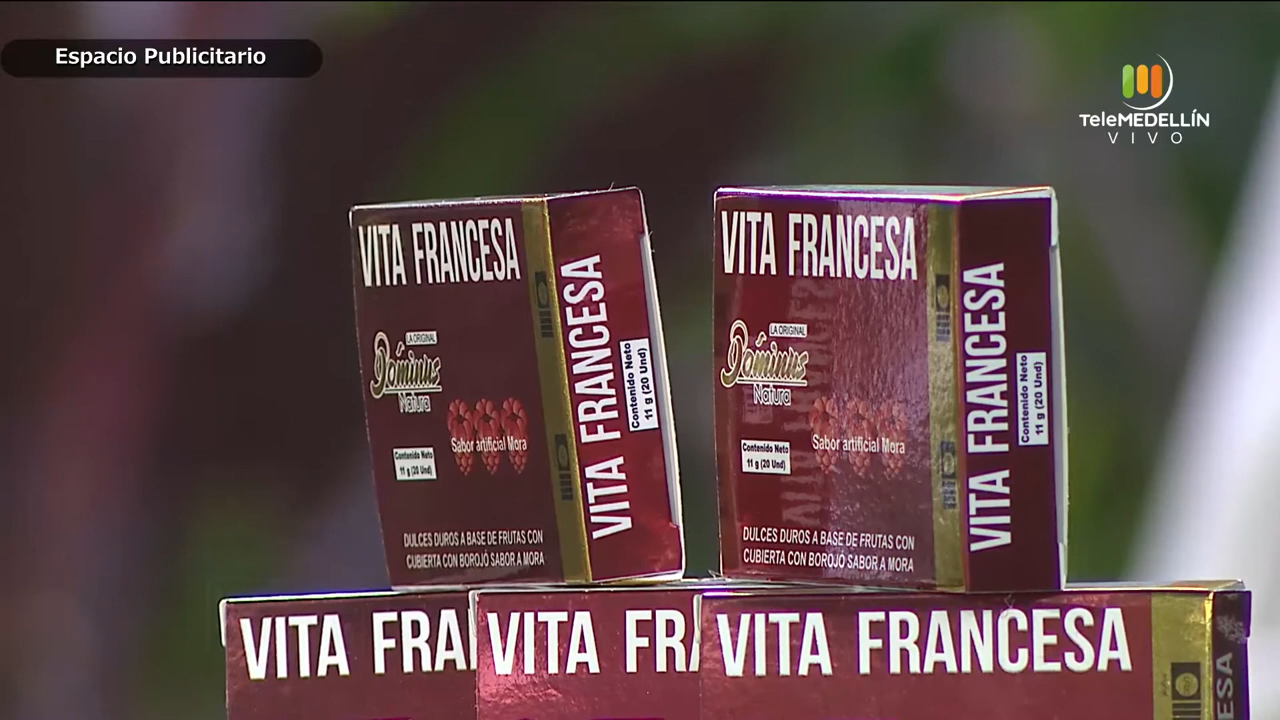 Espacio Publicitario
TeleMEDELLÍN
VIVO
VITA FRANCESA
LA ORIGINAL
Dóminus
Natura
Sabor artificial Mora
Contenido Neto
11 g (20 Und)
DULCES DUROS A BASE DE FRUTAS CON
CUBIERTA CON BOROJÓ SABOR A MORA
VITA FRANCESA
Contenido Neto
11 g (20 Und)
VITA FRANCESA
LA ORIGINAL
Dóminus
Natura
Sabor artificial Mora
Contenido Neto
11 g (20 Und)
DULCES DUROS A BASE DE FRUTAS CON
CUBIERTA CON BOROJÓ SABOR A MORA
VITA FRANCESA
Contenido Neto
11 g (20 Und)
VITA FRA
VITA FR
VITA FRANCESA
ESA